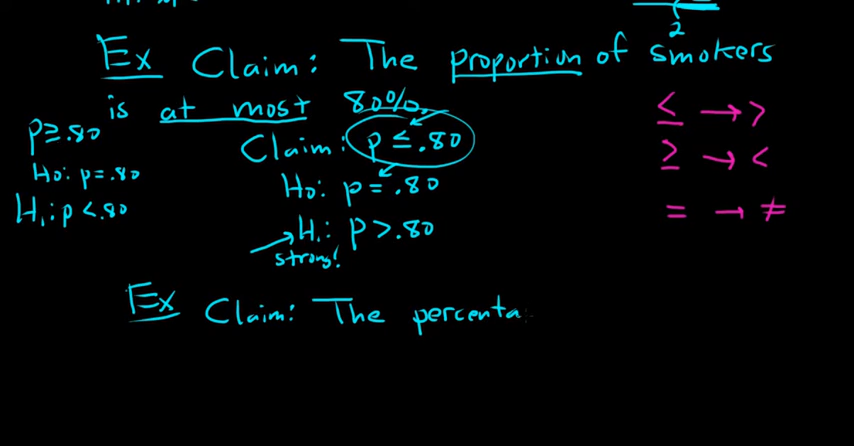 2
Ex Claim: The proportion of smokers
is at most 80%.
Claim: p ≤ .80
Ho: p = .80
H₁: p > .80
strong!
p ≥ .80
Ho: p = .80
H₁: p < .80
≤ → >
≥ → <
= → ≠
Ex Claim: The percenta